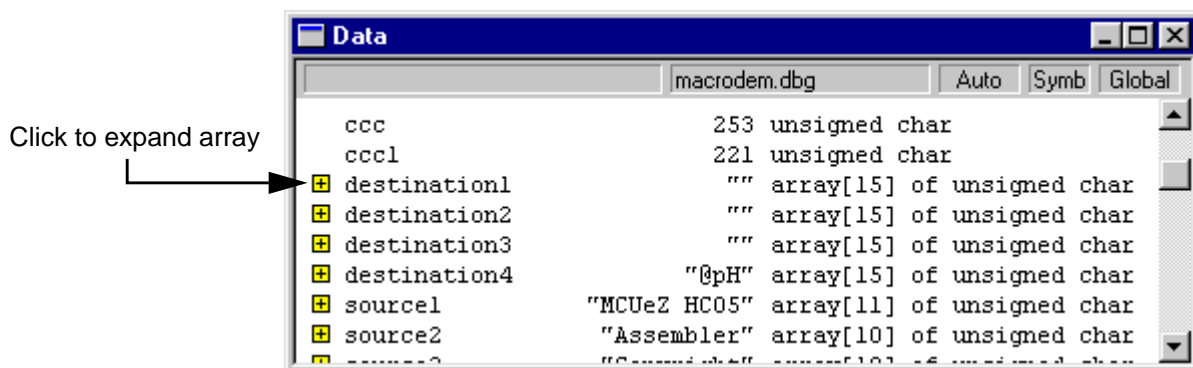 Data
macrodem.dbg Auto Symb Global
Click to expand array
ccc 253 unsigned char
ccc1 221 unsigned char
destination1 "" array[15] of unsigned char
destination2 "" array[15] of unsigned char
destination3 "" array[15] of unsigned char
destination4 "@pH" array[15] of unsigned char
source1 "MCUeZ HC05" array[11] of unsigned char
source2 "Assembler" array[10] of unsigned char